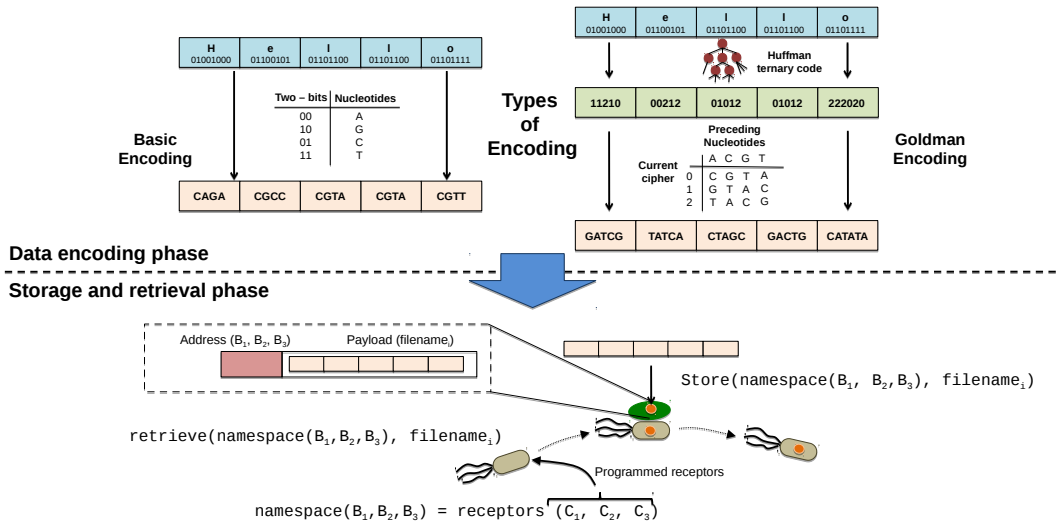 H e l l o
01001000 01100101 01101100 01101100 01101111
Two – bits Nucleotides
00 A
10 G
01 C
11 T
Basic
Encoding
CAGA CGCC CGTA CGTA CGTT
Types
of
Encoding
H e l l o
01001000 01100101 01101100 01101100 01101111
Huffman
ternary code
11210 00212 01012 01012 222020
Preceding
Nucleotides
Current
cipher
A C G T
0 C G T A
1 G T A C
2 T A C G
Goldman
Encoding
GATCG TATCA CTAGC GACTG CATATA
Data encoding phase
Storage and retrieval phase
Address (B1, B2, B3) Payload (filenamei)
Store(namespace(B1, B2,B3), filenamei)
retrieve(namespace(B1,B2,B3), filenamei)
Programmed receptors
namespace(B1,B2,B3) = receptors (C1, C2, C3)